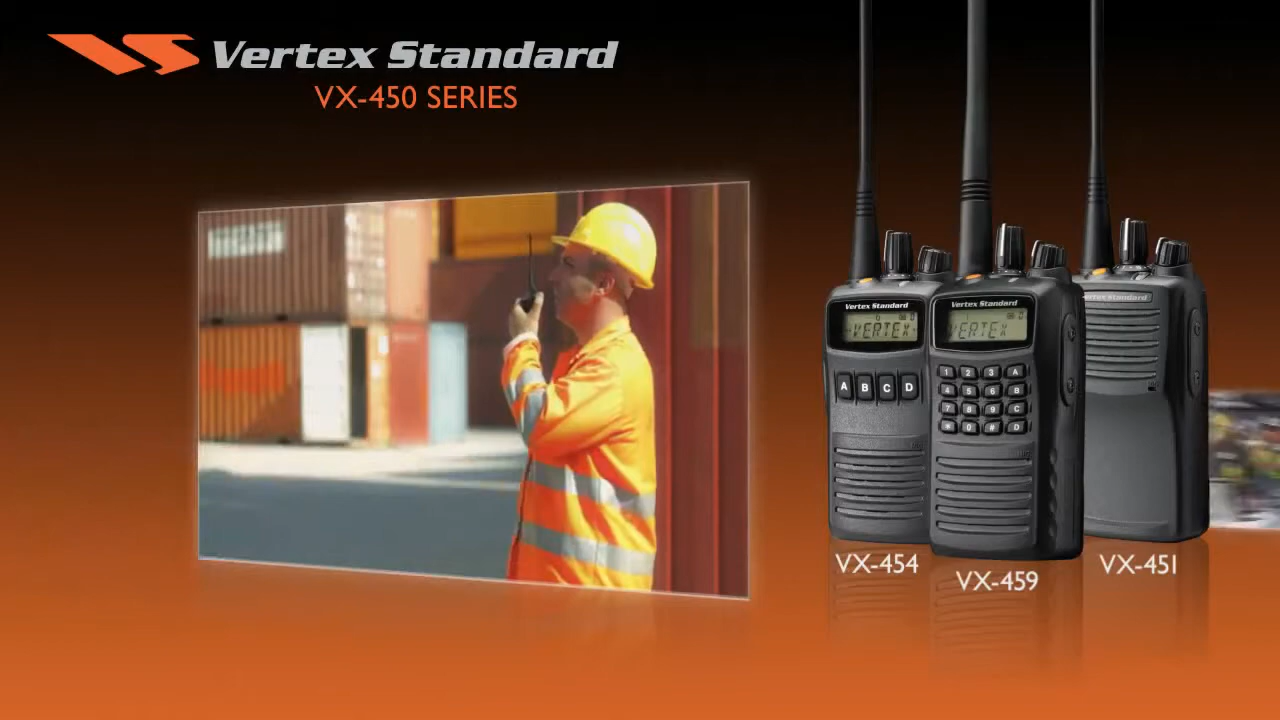 Vertex Standard
VX-450 SERIES
Vertex Standard
VERTEX
A B C D
Vertex Standard
VERTEX
1 2 3 A
4 5 6 B
7 8 9 C
* 0 # D
Vertex Standard
VX-454
VX-459
VX-451